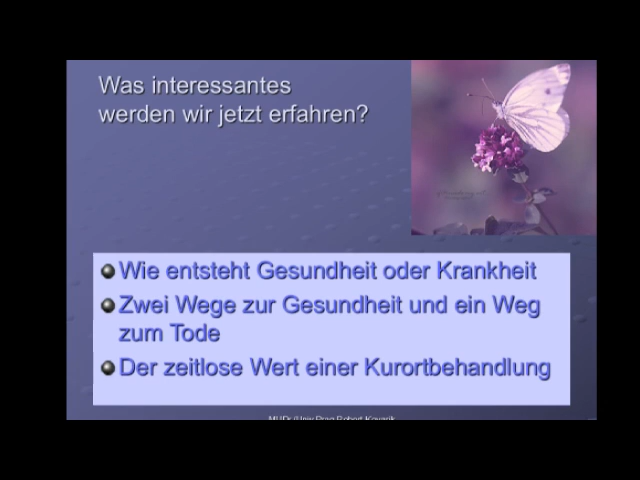 Was interessantes
werden wir jetzt erfahren?
Wie entsteht Gesundheit oder Krankheit
Zwei Wege zur Gesundheit und ein Weg
zum Tode
Der zeitlose Wert einer Kurortbehandlung